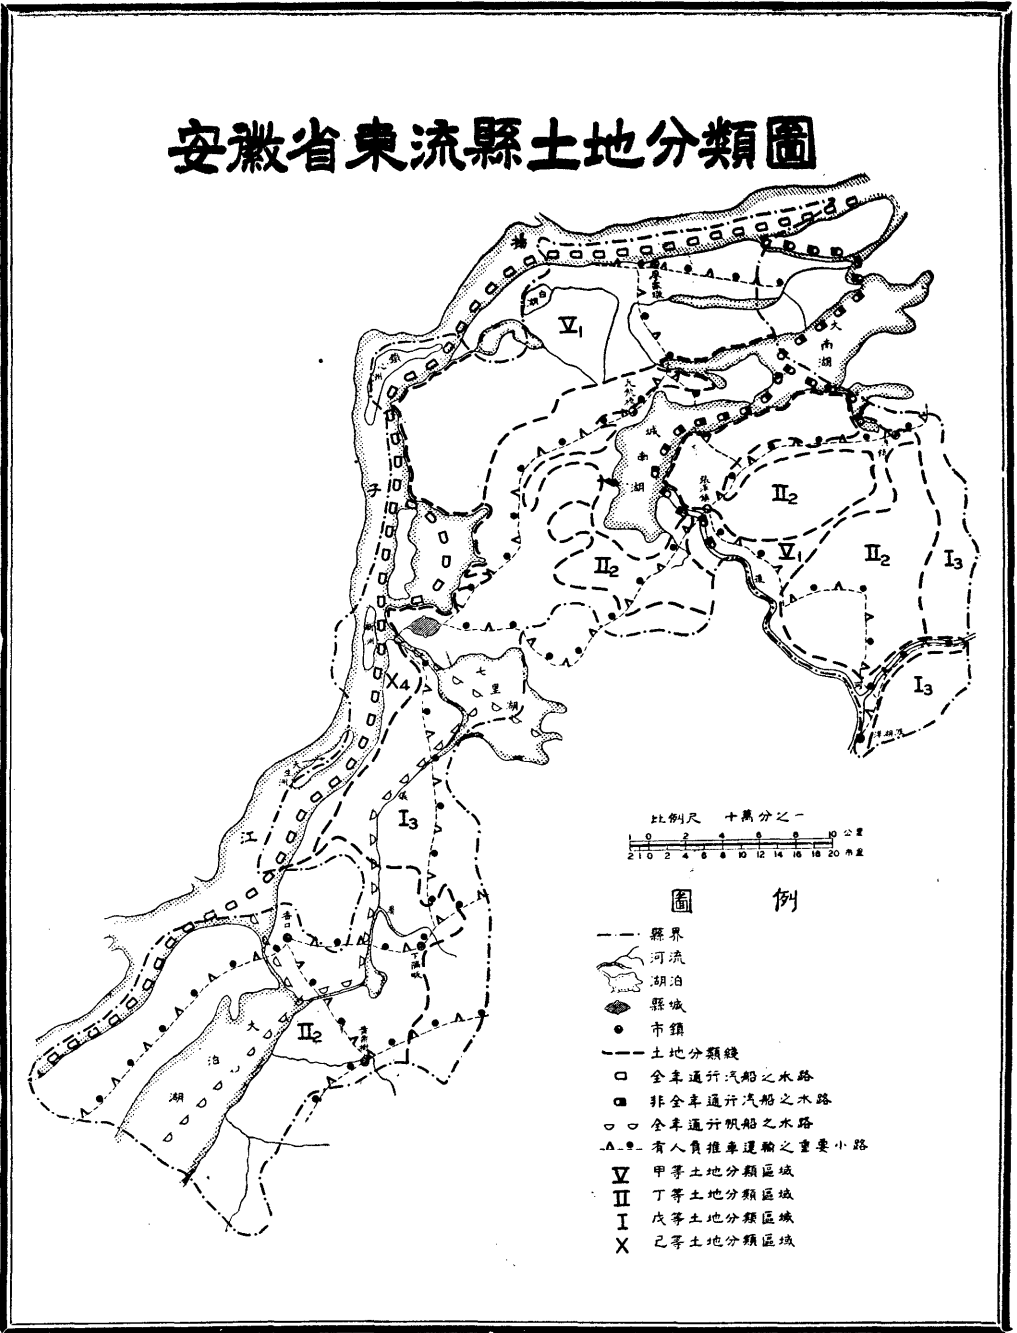 安徽省東流縣土地分類圖
揚
子
江
白湖
V1
大南湖
城南湖
張溪鎮
II2
V1
II2
I3
I3
II2
X4
七里湖
I3
香口
II2
大泊湖
比例尺 十萬分之一
1 0 2 4 6 8 10 公里
2 1 0 2 4 6 8 10 12 14 16 18 20 市里
圖例
縣界
河流
湖泊
縣城
市鎮
土地分類綫
全年通行汽船之水路
非全年通行汽船之水路
全年通行帆船之水路
有人負推車運輸之重要小路
V 甲等土地分類區域
II 丁等土地分類區域
I 戊等土地分類區域
X 己等土地分類區域